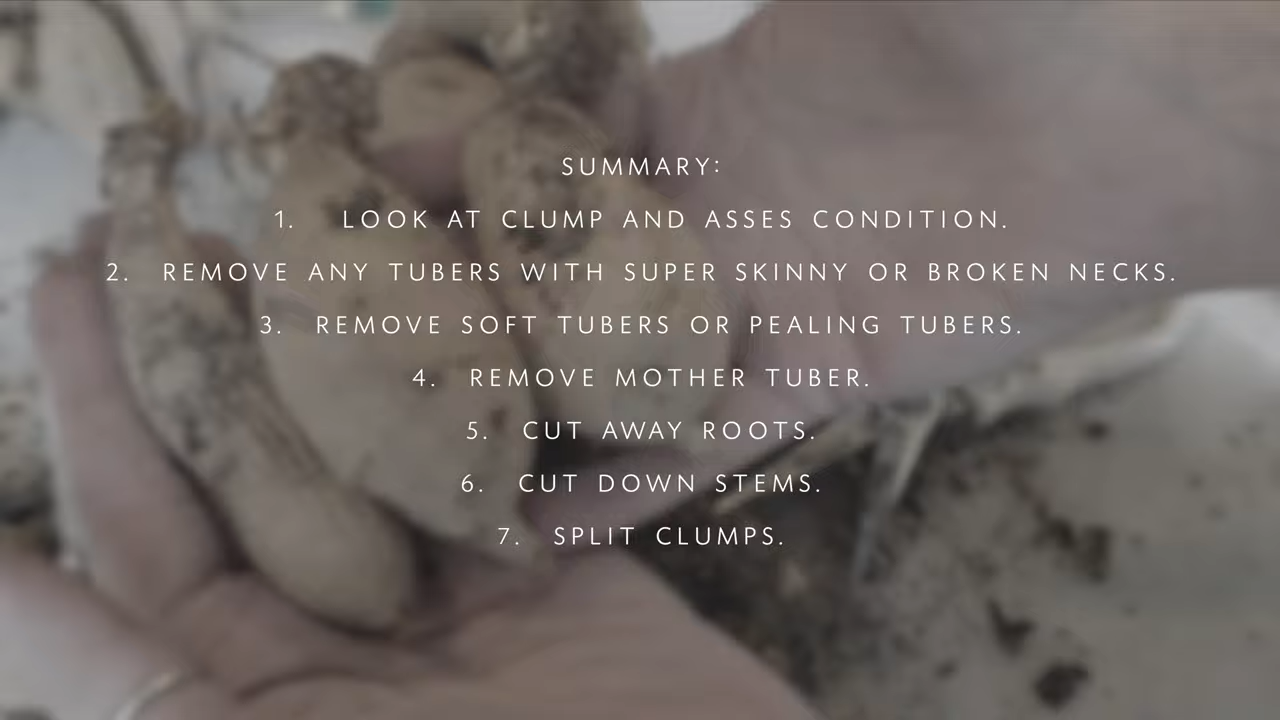 SUMMARY:
1. LOOK AT CLUMP AND ASSES CONDITION.
2. REMOVE ANY TUBERS WITH SUPER SKINNY OR BROKEN NECKS.
3. REMOVE SOFT TUBERS OR PEALING TUBERS.
4. REMOVE MOTHER TUBER.
5. CUT AWAY ROOTS.
6. CUT DOWN STEMS.
7. SPLIT CLUMPS.